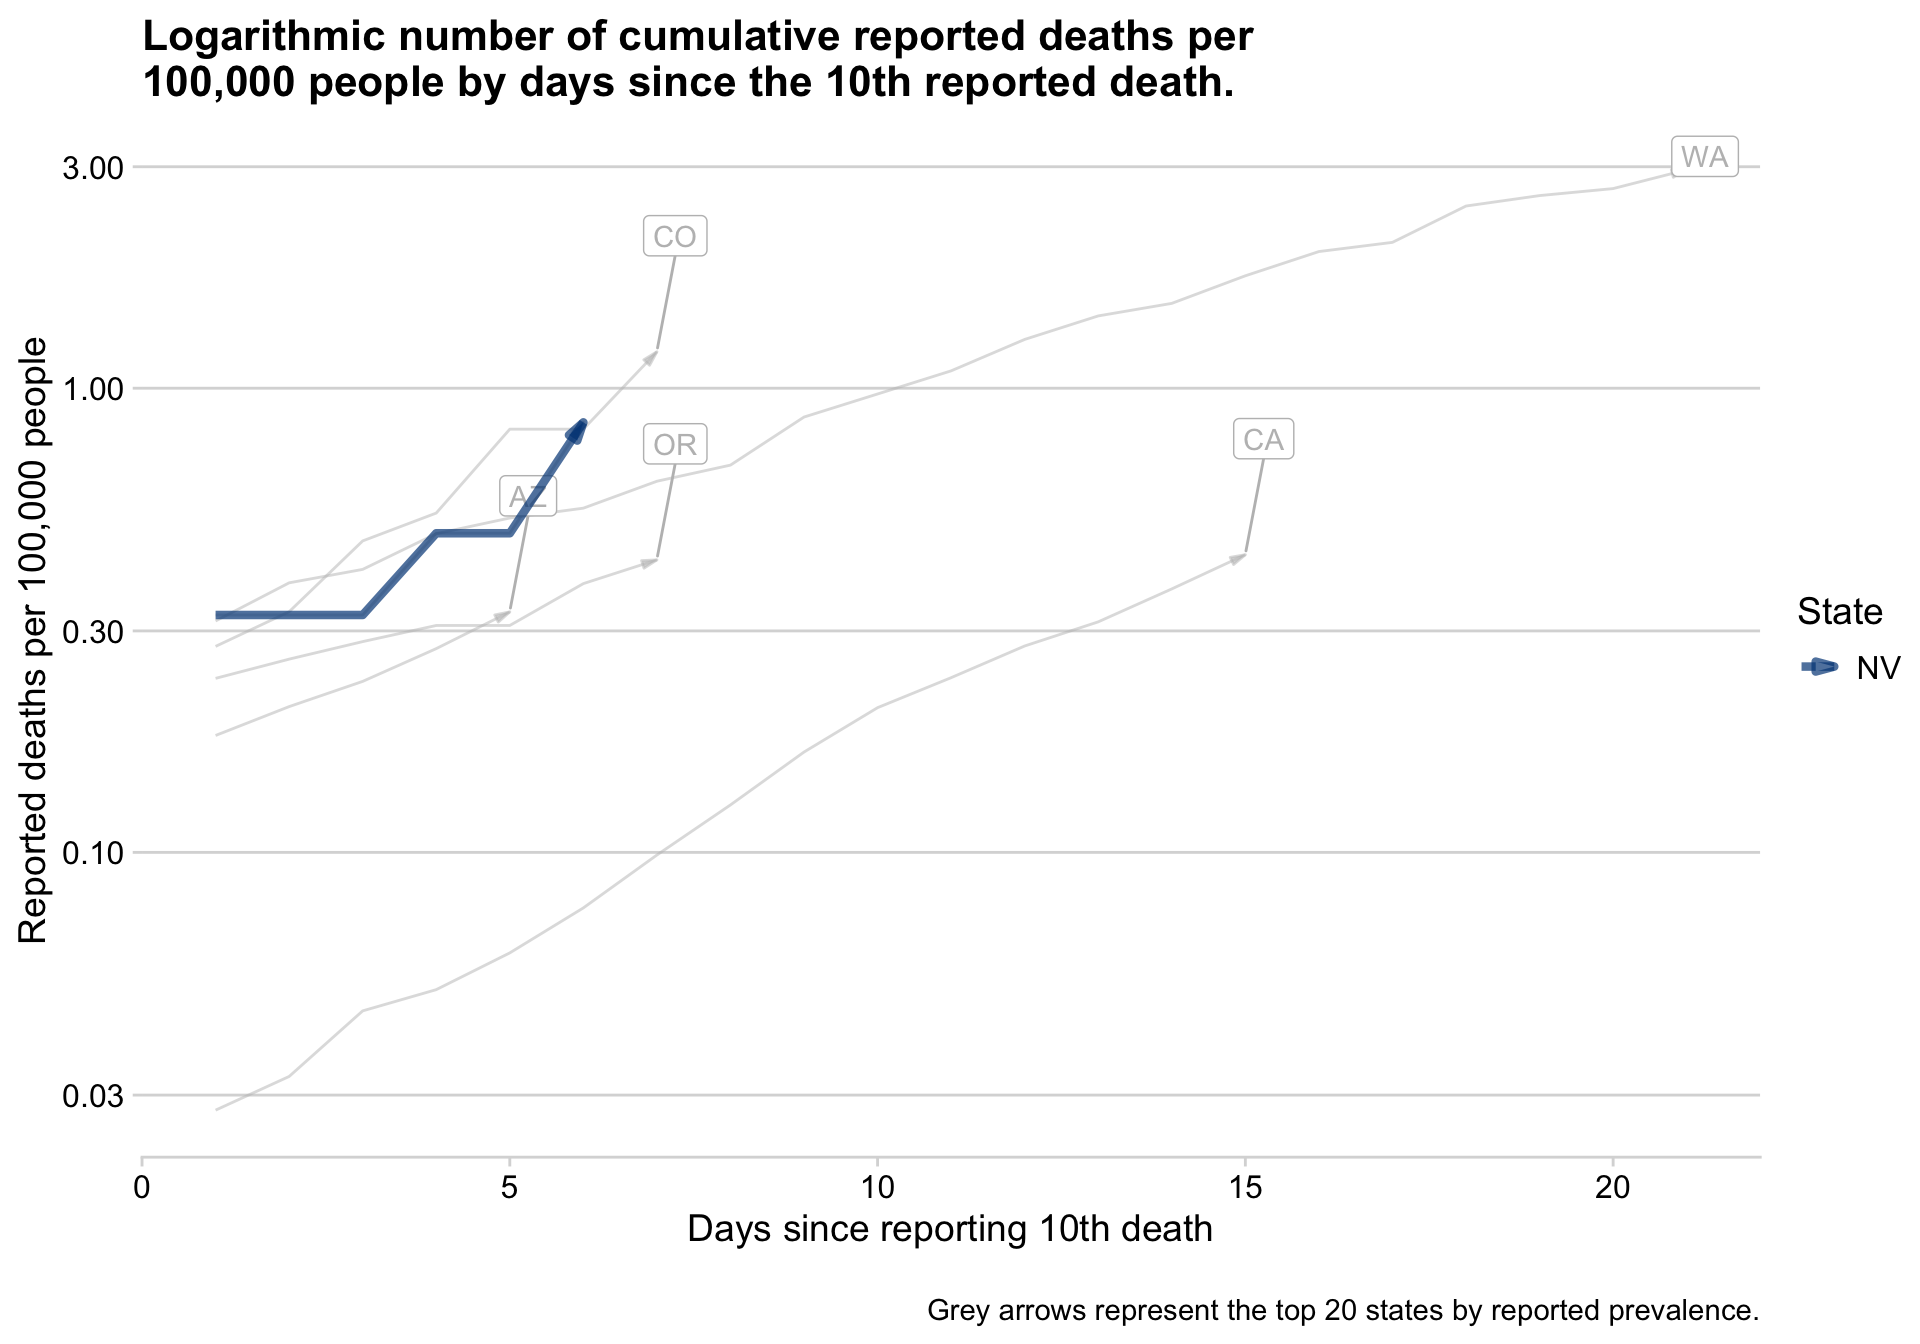 Logarithmic number of cumulative reported deaths per
100,000 people by days since the 10th reported death.
Reported deaths per 100,000 people
3.00
1.00
0.30
0.10
0.03
WA
CO
OR
CA
AZ
State
NV
0
5
10
15
20
Days since reporting 10th death
Grey arrows represent the top 20 states by reported prevalence.